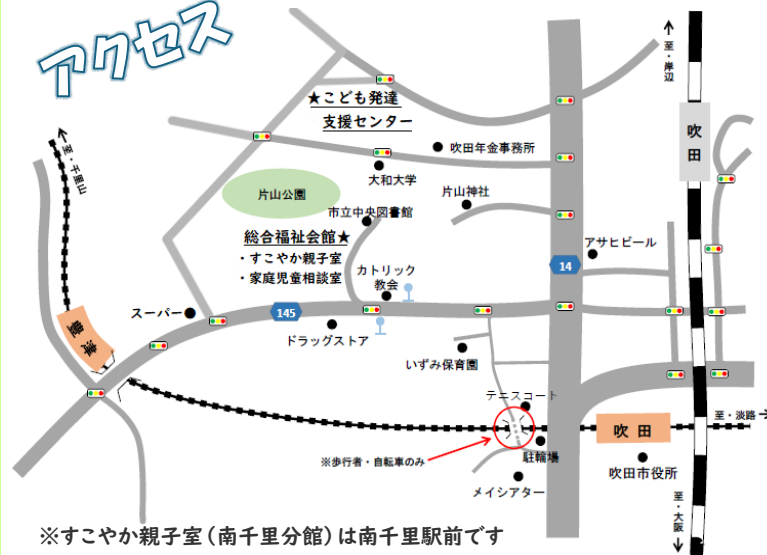 アクセス
至・岸辺
★こども発達
支援センター
吹田
吹田年金事務所
至・千里山
大和大学
片山公園
片山神社
市立中央図書館
総合福祉会館★
アサヒビール
・すこやか親子室
・家庭児童相談室
カトリック
教会
14
スーパー
145
豊津
ドラッグストア
いずみ保育園
テニスコート
至・淡路
吹田
※歩行者・自転車のみ
駐輪場
吹田市役所
メイシアター
至・大阪
※すこやか親子室(南千里分館)は南千里駅前です